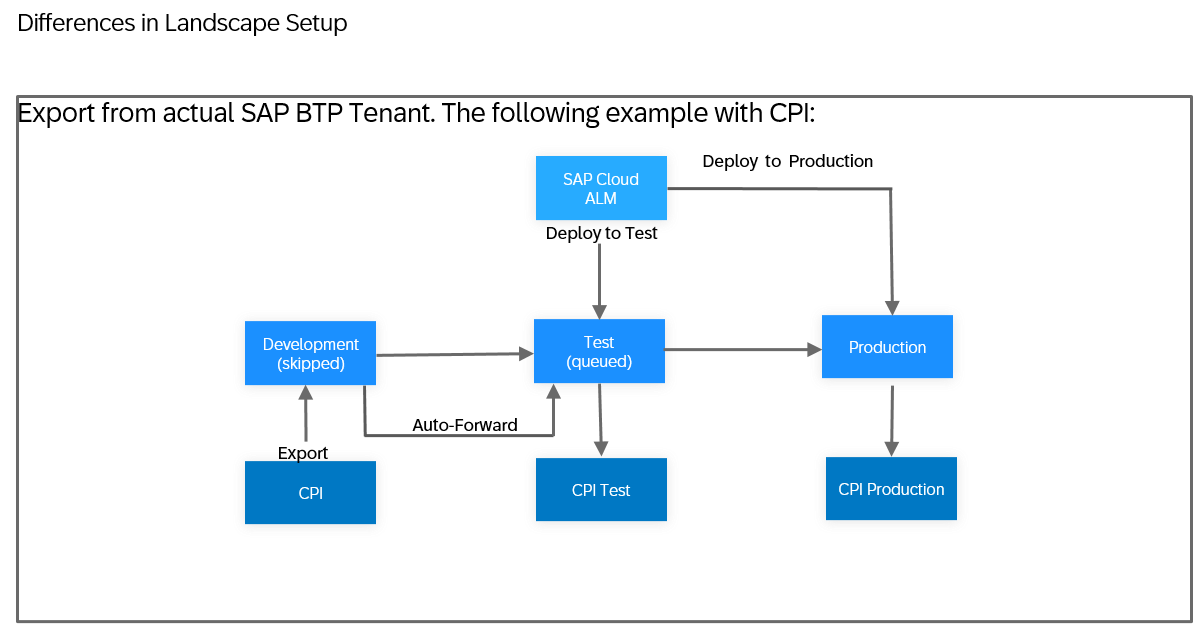 Differences in Landscape Setup
Export from actual SAP BTP Tenant. The following example with CPI:
Deploy to Production
SAP Cloud
ALM
Deploy to Test
Development
(skipped)
Test
(queued)
Production
Auto-Forward
Export
CPI
CPI Test
CPI Production